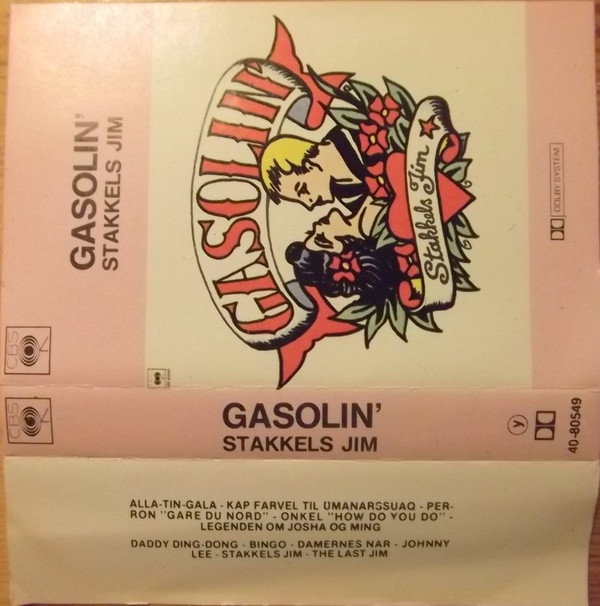 GASOLIN'
STAKKELS JIM
GASOLIN'
Stakkels Jim
DOLBY SYSTEM
CBS
CBS
GASOLIN'
STAKKELS JIM
y
40-80549
ALLA-TIN-GALA - KAP FARVEL TIL ÜMANARSSUAQ - PER-
RON "GARE DU NORD" - ONKEL "HOW DO YOU DO" -
LEGENDEN OM JOSHA OG MING
DADDY DING-DONG - BINGO - DAMERNES NAR - JOHNNY
LEE - STAKKELS JIM - THE LAST JIM